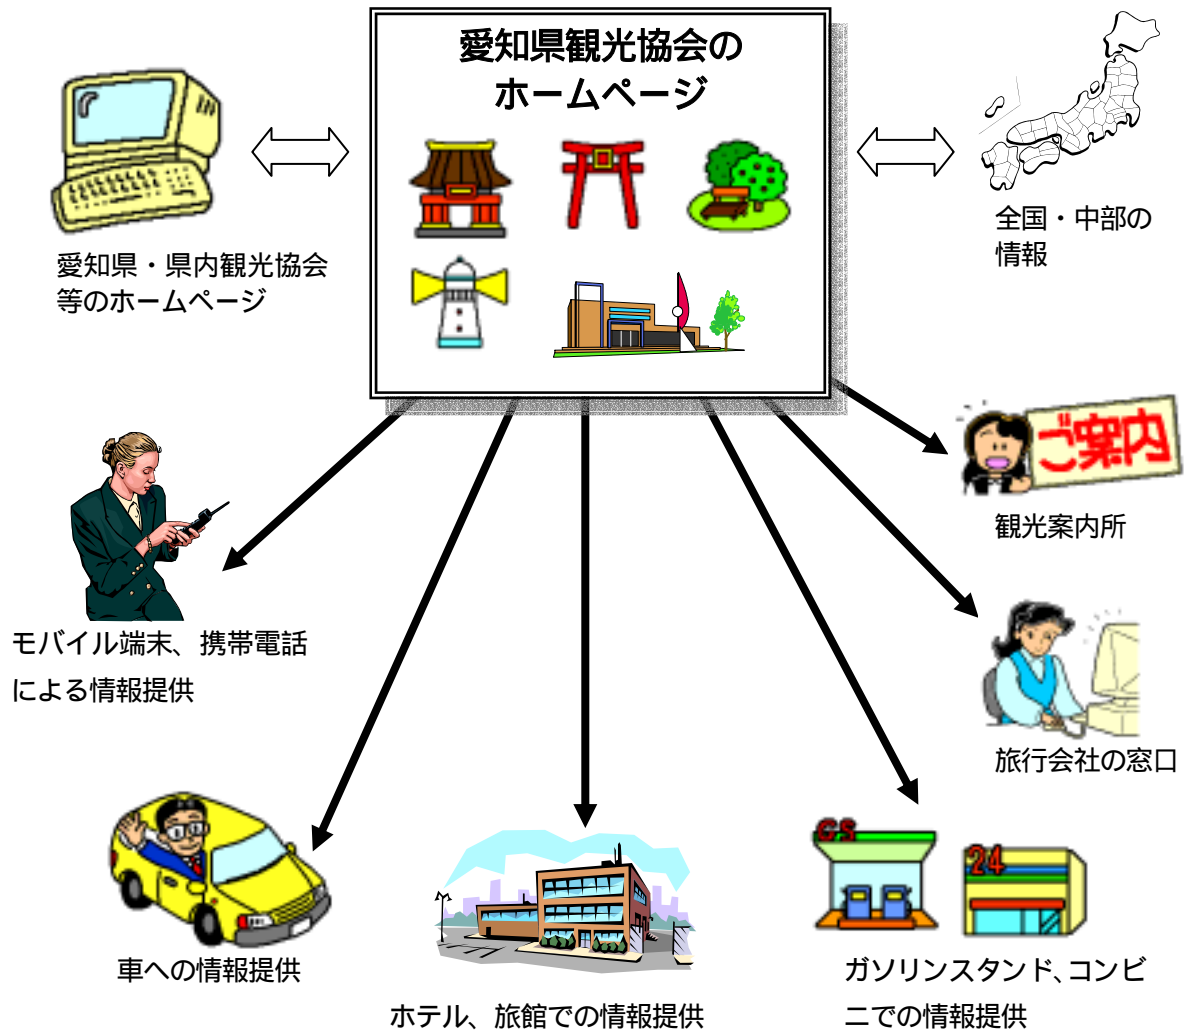 愛知県観光協会の
ホームページ
愛知県・県内観光協会
等のホームページ
全国・中部の
情報
ご案内
観光案内所
モバイル端末、携帯電話
による情報提供
旅行会社の窓口
車への情報提供
ホテル、旅館での情報提供
GS
24
ガソリンスタンド、コンビ
ニでの情報提供